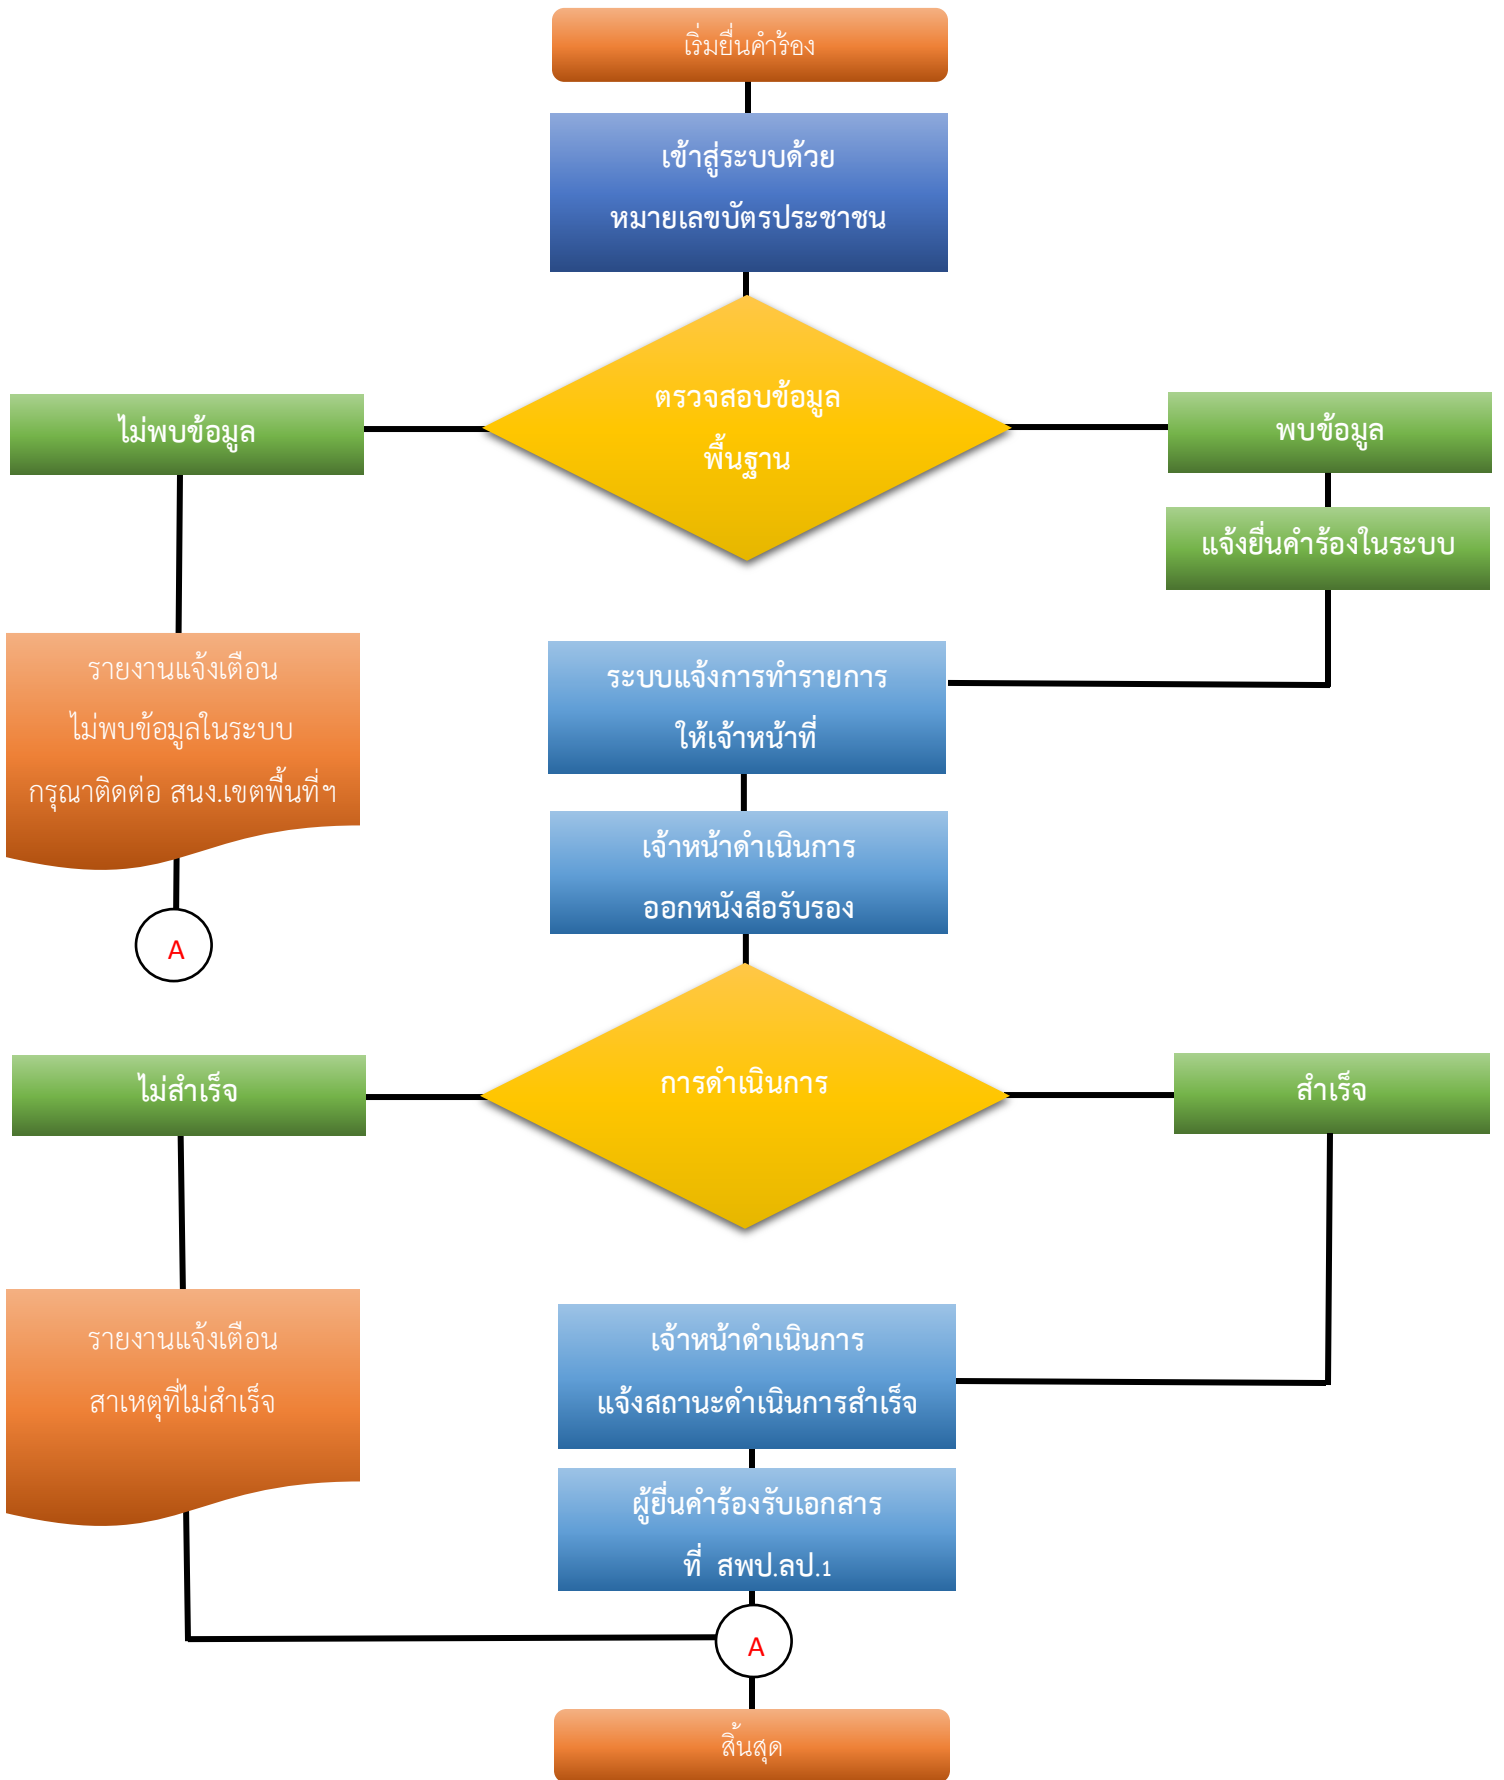 เริ่มยื่นคำร้อง
เข้าสู่ระบบด้วย
หมายเลขบัตรประชาชน
ตรวจสอบข้อมูล
พื้นฐาน
ไม่พบข้อมูล
พบข้อมูล
แจ้งยื่นคำร้องในระบบ
รายงานแจ้งเตือน
ไม่พบข้อมูลในระบบ
กรุณาติดต่อ สนง.เขตพื้นที่ฯ
A
ระบบแจ้งการทำรายการ
ให้เจ้าหน้าที่
เจ้าหน้าดำเนินการ
ออกหนังสือรับรอง
การดำเนินการ
ไม่สำเร็จ
สำเร็จ
รายงานแจ้งเตือน
สาเหตุที่ไม่สำเร็จ
เจ้าหน้าดำเนินการ
แจ้งสถานะดำเนินการสำเร็จ
ผู้ยื่นคำร้องรับเอกสาร
ที่ สพป.ลป.1
A
สิ้นสุด